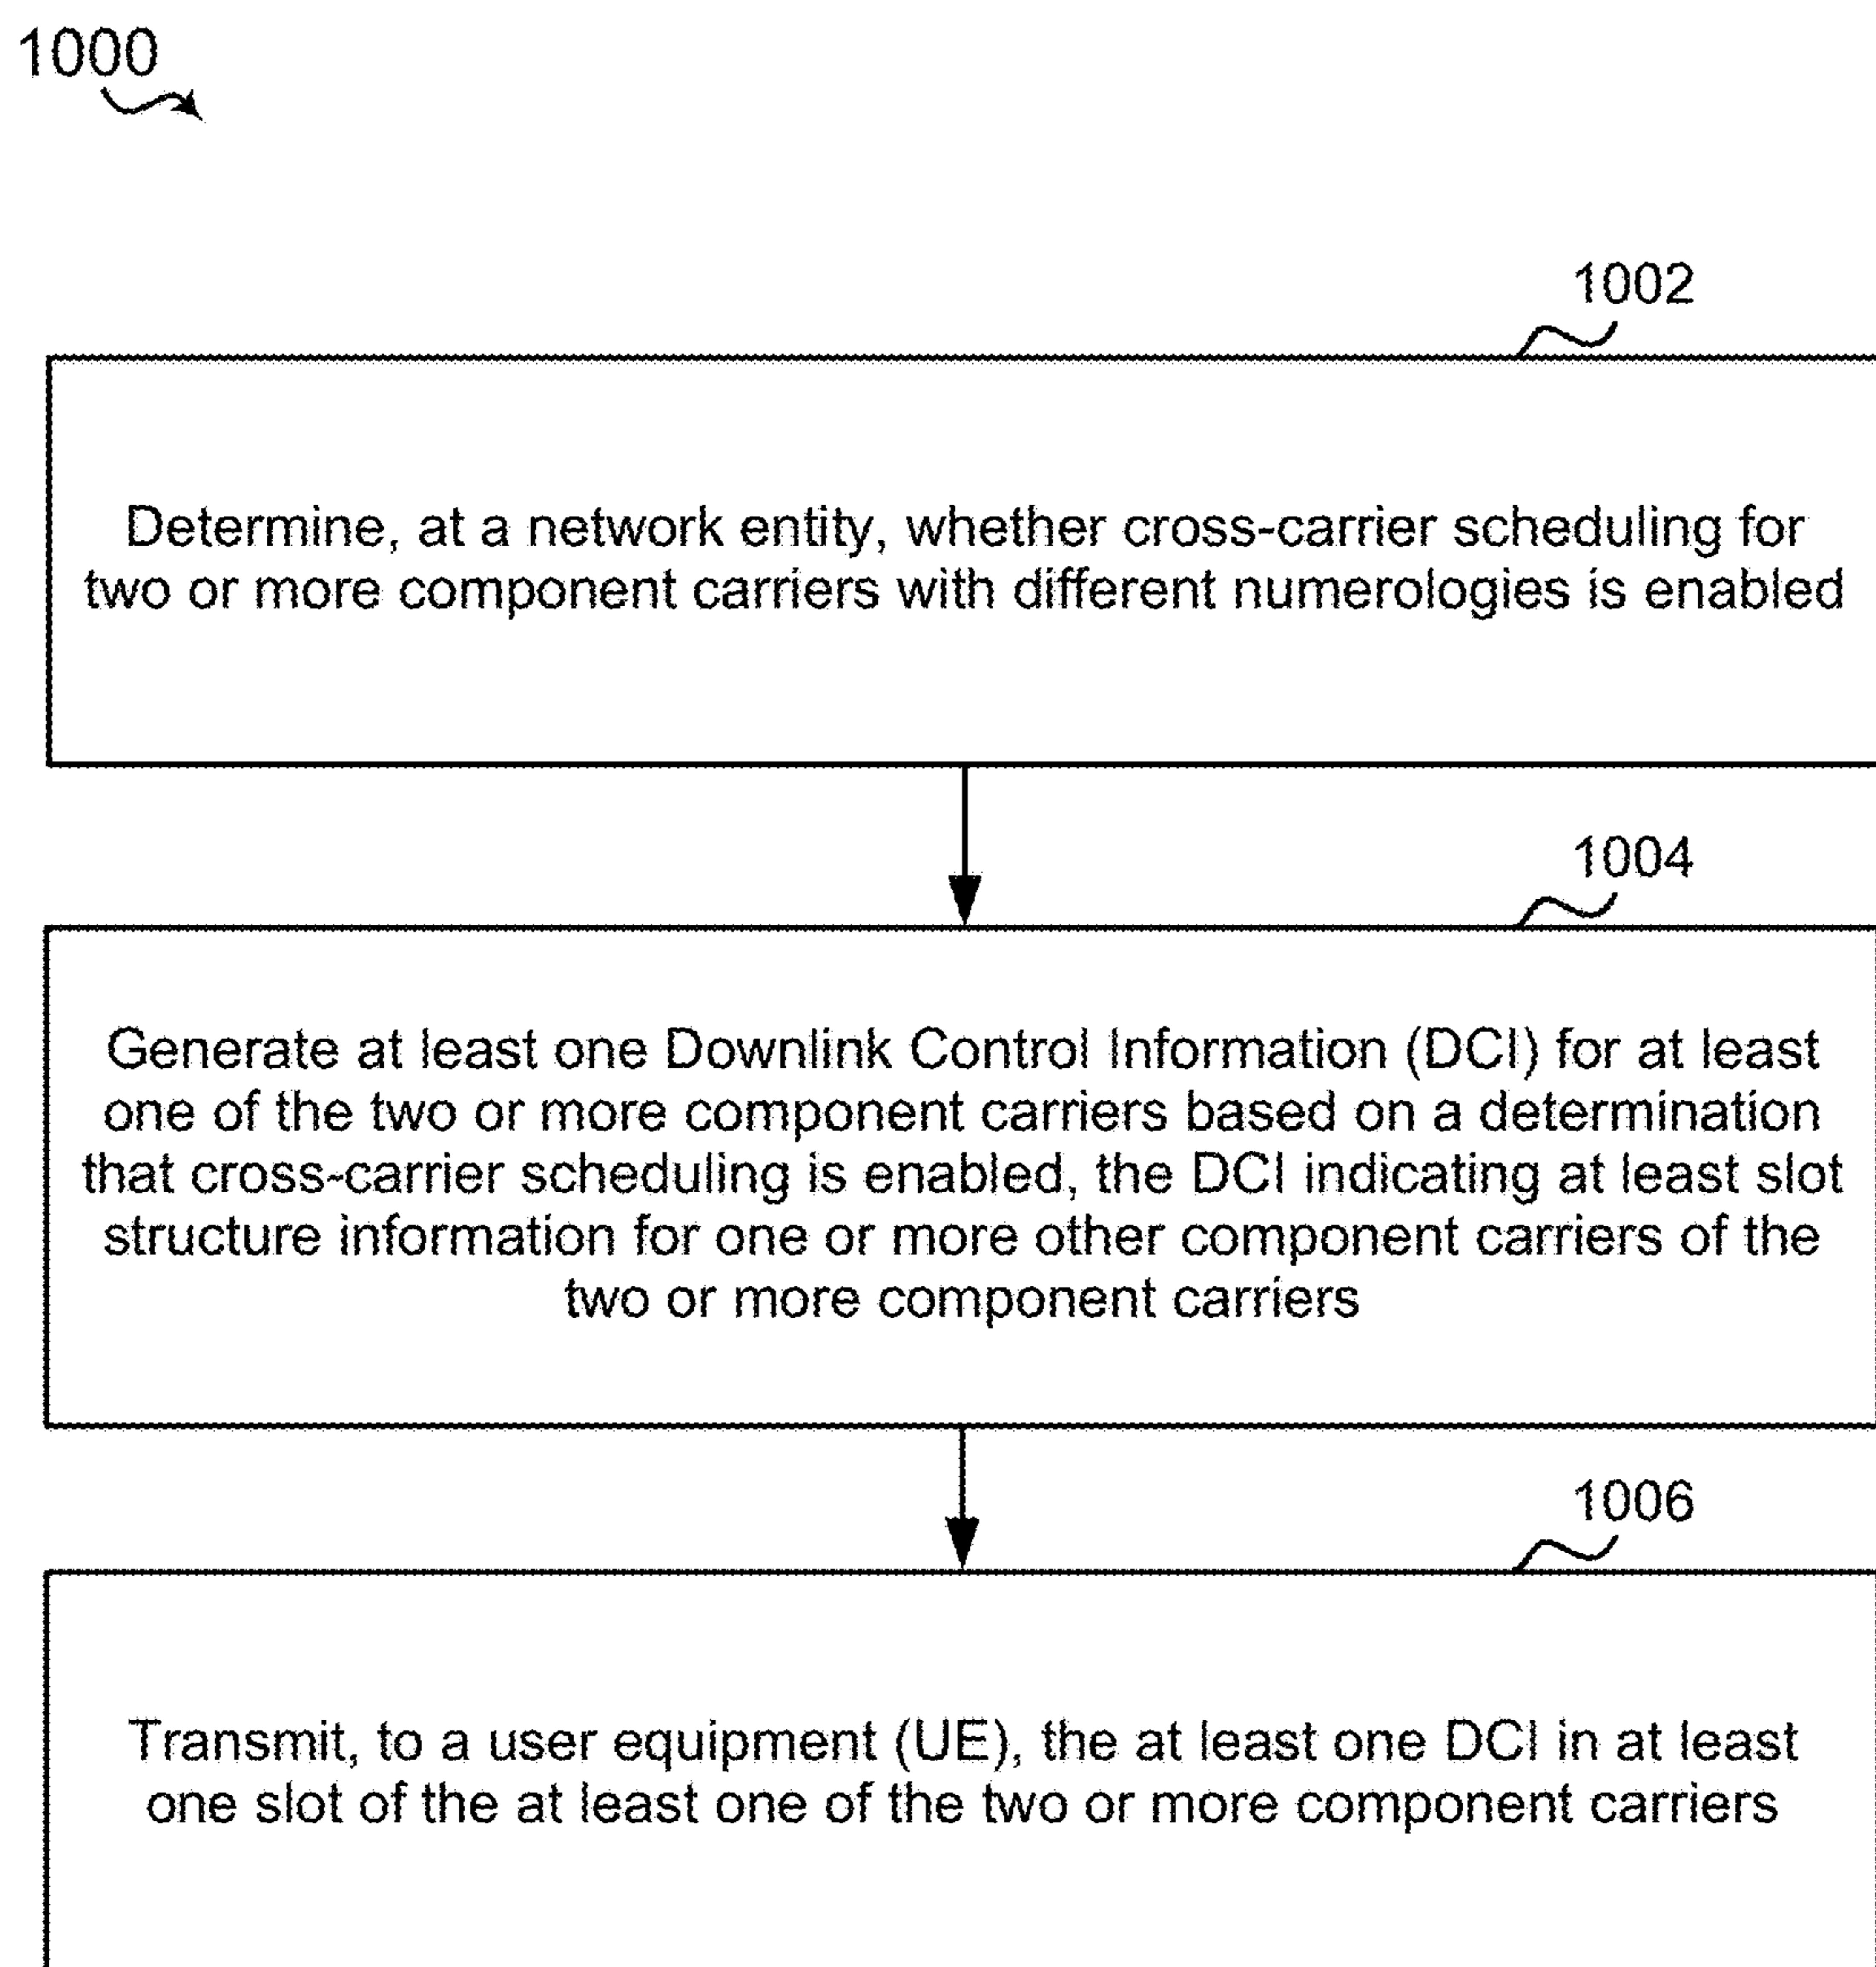 1000
1002
Determine, at a network entity, whether cross-carrier scheduling for
two or more component carriers with different numerologies is enabled
1004
Generate at least one Downlink Control Information (DCI) for at least
one of the two or more component carriers based on a determination
that cross-carrier scheduling is enabled, the DCI indicating at least slot
structure information for one or more other component carriers of the
two or more component carriers
1006
Transmit, to a user equipment (UE), the at least one DCI in at least
one slot of the at least one of the two or more component carriers